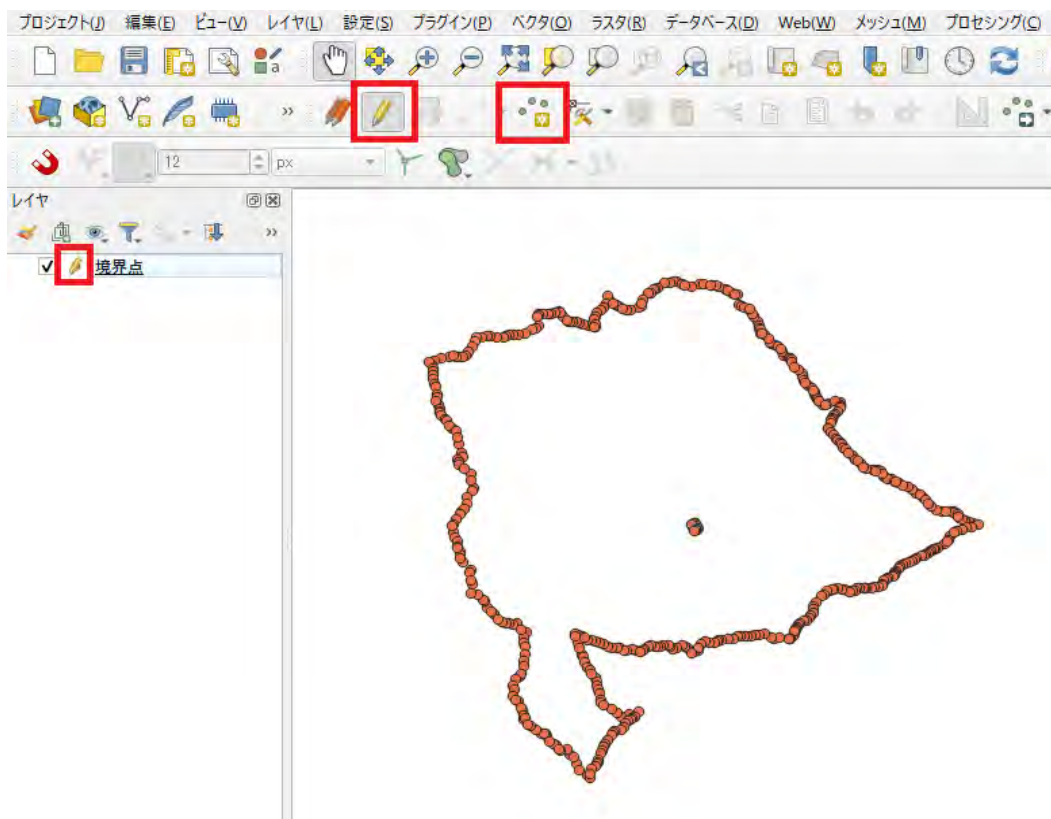 プロジェクト(J) 編集(E) ビュー(V) レイヤ(L) 設定(S) プラグイン(P) ベクタ(O) ラスタ(R) データベース(D) Web(W) メッシュ(M) プロセシング(C)
a
12 px
レイヤ
境界点